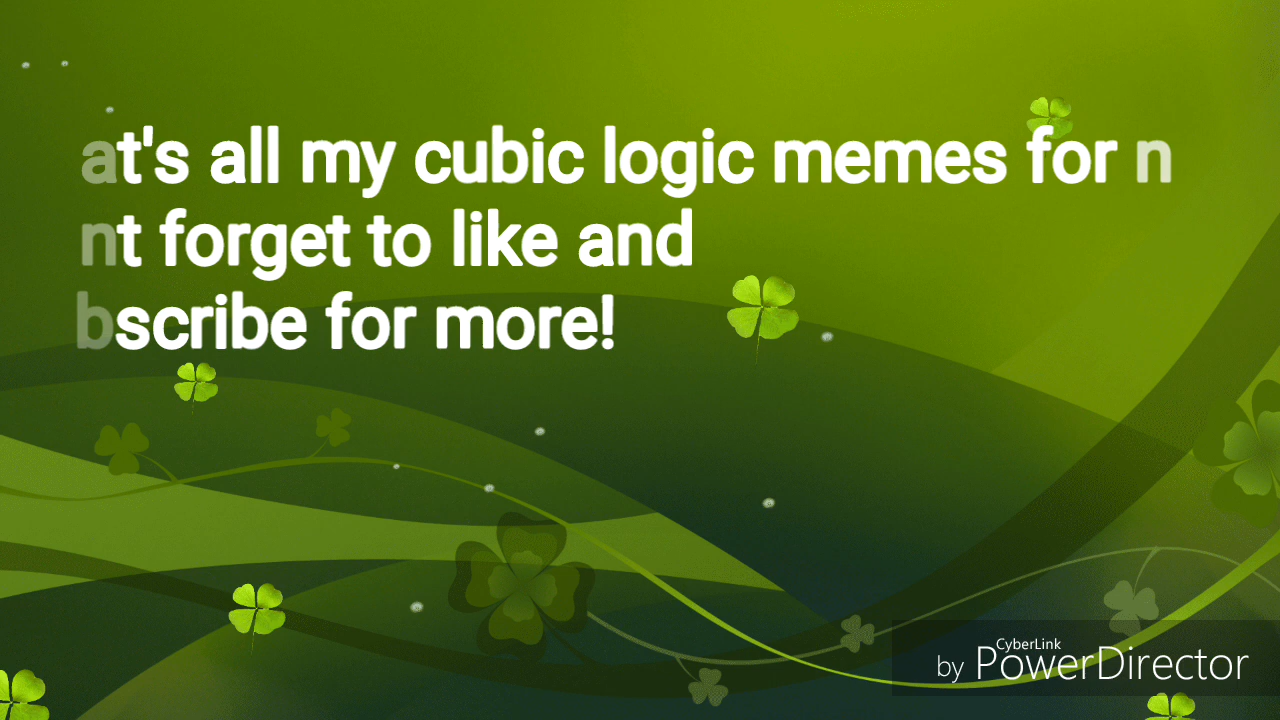 at's all my cubic logic memes for n
nt forget to like and
bscribe for more!
CyberLink
by PowerDirector